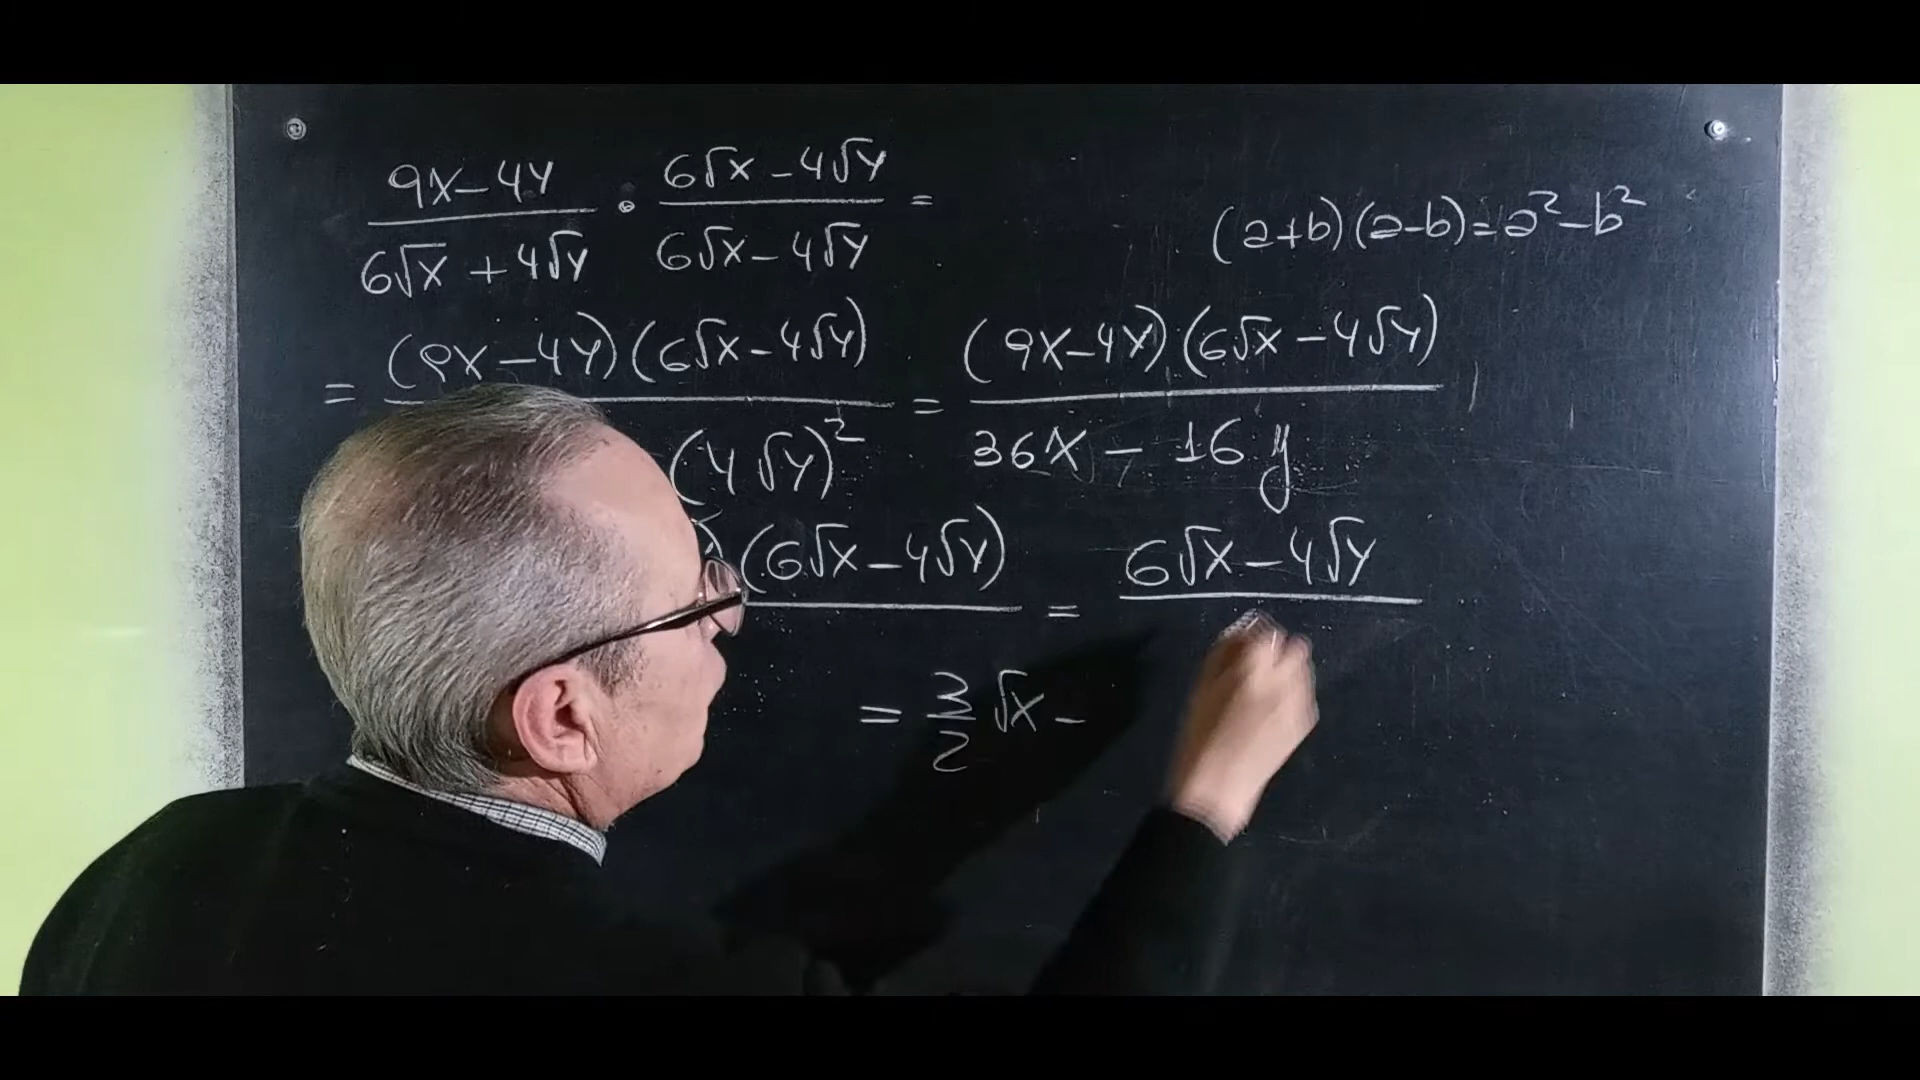 9x-4y / 6√x+4√y · 6√x-4√y / 6√x-4√y =
(a+b)(a-b)=a²-b²
= (9x-4y)(6√x-4√y) / (4√y)² = (9x-4y)(6√x-4√y) / 36x-16y
(6√x-4√y) = 6√x-4√y
= 3/2 √x -